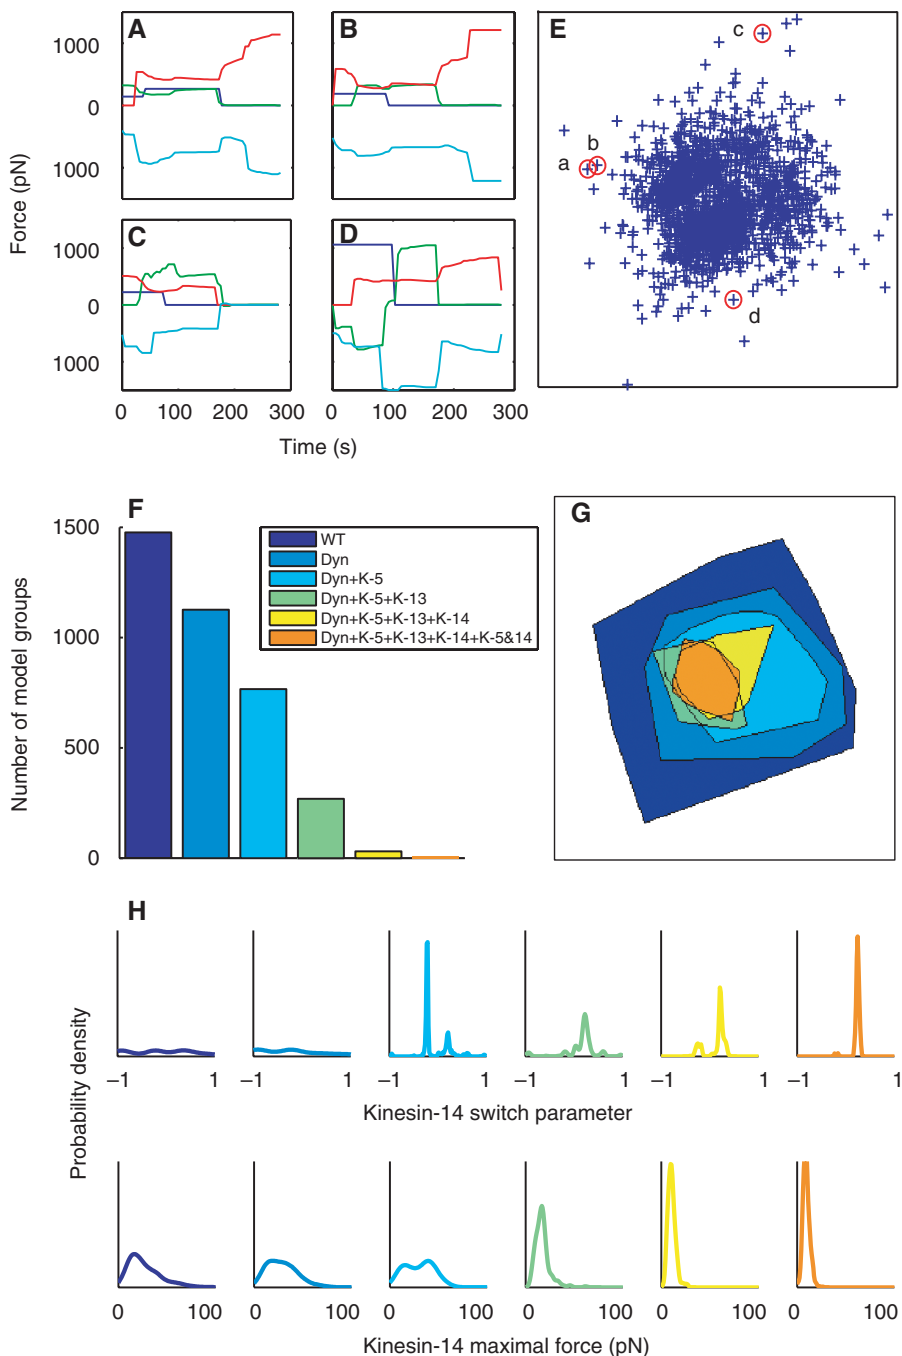 A
B
E
1000
0
1000
Force (pN)
c
b
a
d
C
D
1000
0
1000
0 100 200 300
0 100 200 300
Time (s)
F
1500
1000
500
0
Number of model groups
WT
Dyn
Dyn+K-5
Dyn+K-5+K-13
Dyn+K-5+K-13+K-14
Dyn+K-5+K-13+K-14+K-5&14
G
H
Probability density
−1 1
−1 1
−1 1
−1 1
−1 1
−1 1
Kinesin-14 switch parameter
0 100
0 100
0 100
0 100
0 100
0 100
Kinesin-14 maximal force (pN)